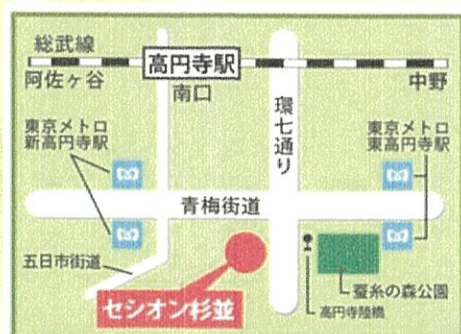 総武線
高円寺駅
阿佐ヶ谷
南口
中野
環七通り
東京メトロ
新高円寺駅
東京メトロ
東高円寺駅
青梅街道
五日市街道
セシオン杉並
蚕糸の森公園
高円寺陸橋